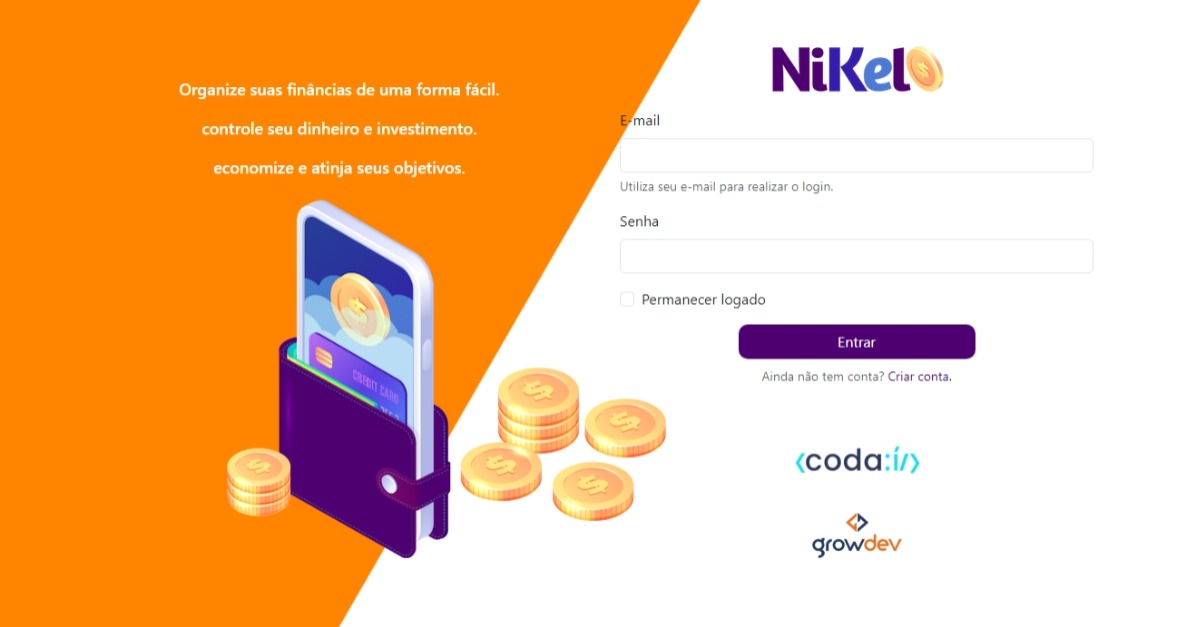 Organize suas finâncias de uma forma fácil.
controle seu dinheiro e investimento.
economize e atinja seus objetivos.
CREDIT CARD
NiKel
E-mail
Utiliza seu e-mail para realizar o login.
Senha
Permanecer logado
Entrar
Ainda não tem conta? Criar conta.
coda:í/
growdev